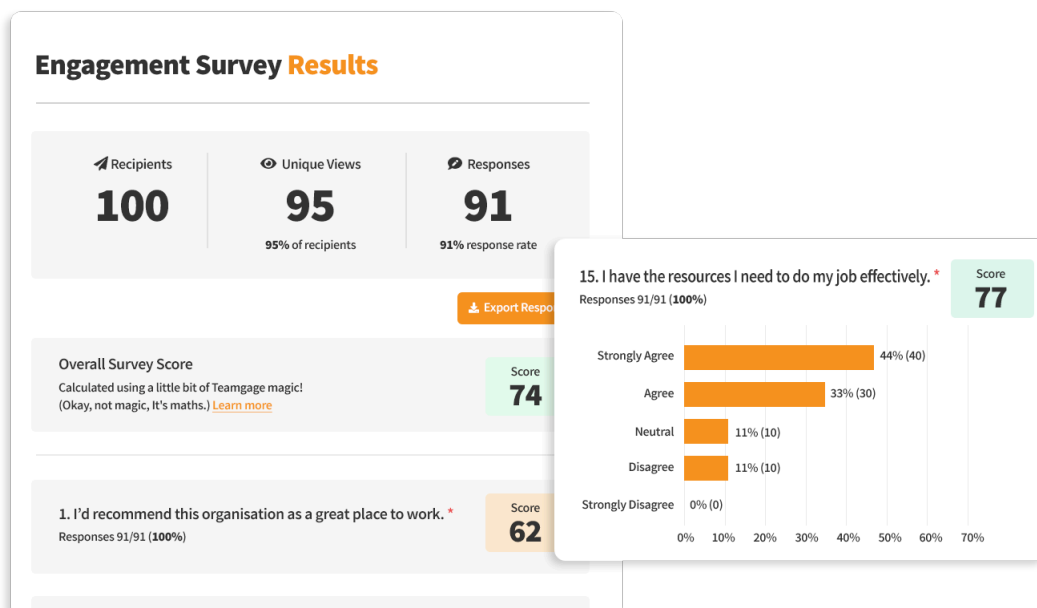 Engagement Survey Results
Recipients
100
Unique Views
95
95% of recipients
Responses
91
91% response rate
Export Respo
Overall Survey Score
Calculated using a little bit of Teamgage magic!
(Okay, not magic, It's maths.) Learn more
Score
74
1. I’d recommend this organisation as a great place to work. *
Responses 91/91 (100%)
Score
62
15. I have the resources I need to do my job effectively. *
Responses 91/91 (100%)
Score
77
Strongly Agree 44% (40)
Agree 33% (30)
Neutral 11% (10)
Disagree 11% (10)
Strongly Disagree 0% (0)
0% 10% 20% 30% 40% 50% 60% 70%